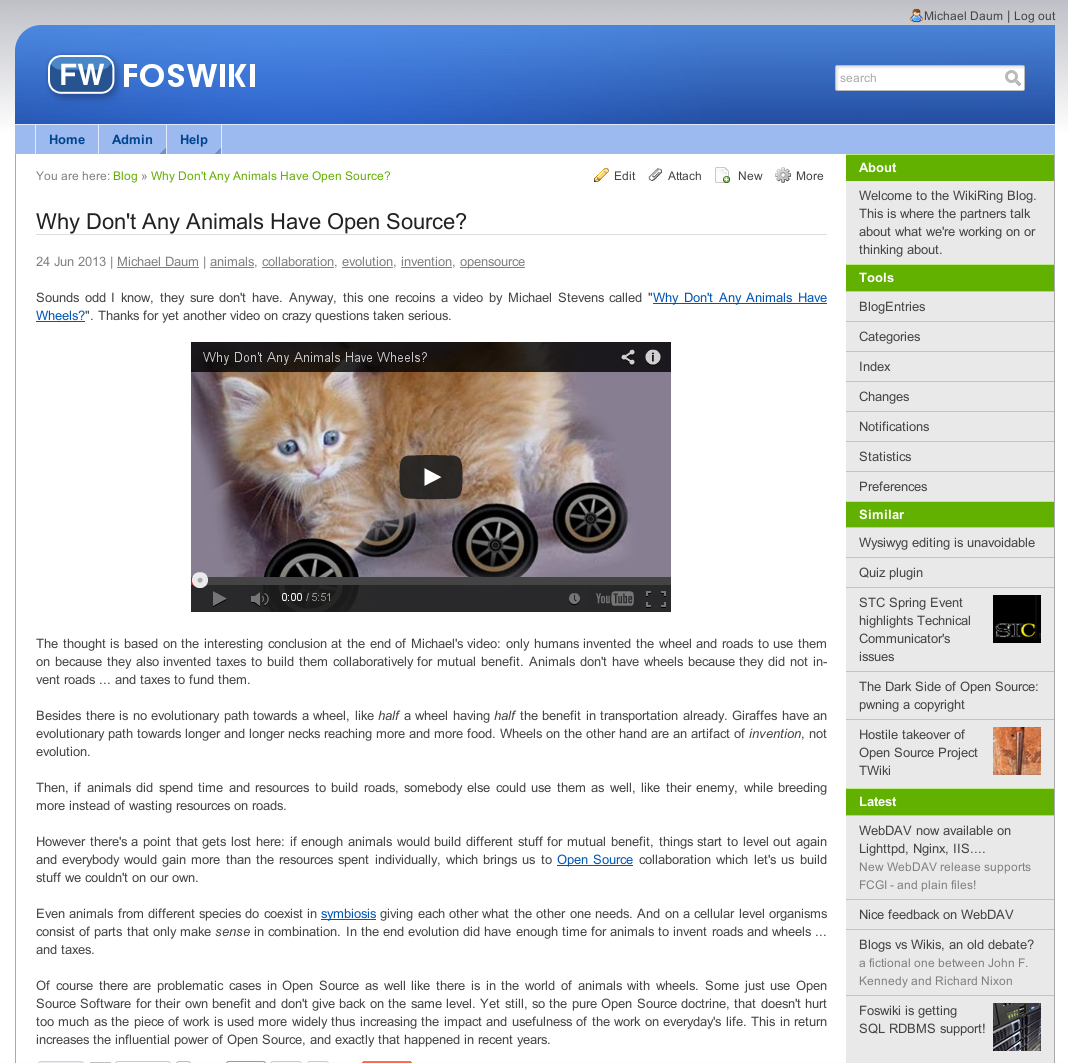 Michael Daum | Log out
FW FOSWIKI
search
Home Admin Help
You are here: Blog » Why Don't Any Animals Have Open Source?
Edit Attach New More
Why Don't Any Animals Have Open Source?
24 Jun 2013 | Michael Daum | animals, collaboration, evolution, invention, opensource
Sounds odd I know, they sure don't have. Anyway, this one recoins a video by Michael Stevens called "Why Don't Any Animals Have
Wheels?". Thanks for yet another video on crazy questions taken serious.
Why Don't Any Animals Have Wheels?
0:00 / 5:51
YouTube
The thought is based on the interesting conclusion at the end of Michael's video: only humans invented the wheel and roads to use them
on because they also invented taxes to build them collaboratively for mutual benefit. Animals don't have wheels because they did not in-
vent roads ... and taxes to fund them.
Besides there is no evolutionary path towards a wheel, like half a wheel having half the benefit in transportation already. Giraffes have an
evolutionary path towards longer and longer necks reaching more and more food. Wheels on the other hand are an artifact of invention, not
evolution.
Then, if animals did spend time and resources to build roads, somebody else could use them as well, like their enemy, while breeding
more instead of wasting resources on roads.
However there's a point that gets lost here: if enough animals would build different stuff for mutual benefit, things start to level out again
and everybody would gain more than the resources spent individually, which brings us to Open Source collaboration which let's us build
stuff we couldn't on our own.
Even animals from different species do coexist in symbiosis giving each other what the other one needs. And on a cellular level organisms
consist of parts that only make sense in combination. In the end evolution did have enough time for animals to invent roads and wheels ...
and taxes.
Of course there are problematic cases in Open Source as well like there is in the world of animals with wheels. Some just use Open
Source Software for their own benefit and don't give back on the same level. Yet still, so the pure Open Source doctrine, that doesn't hurt
too much as the piece of work is used more widely thus increasing the impact and usefulness of the work on everyday's life. This in return
increases the influential power of Open Source, and exactly that happened in recent years.
About
Welcome to the WikiRing Blog.
This is where the partners talk
about what we're working on or
thinking about.
Tools
BlogEntries
Categories
Index
Changes
Notifications
Statistics
Preferences
Similar
Wysiwyg editing is unavoidable
Quiz plugin
STC Spring Event
highlights Technical
Communicator's
issues
STC
The Dark Side of Open Source:
pwning a copyright
Hostile takeover of
Open Source Project
TWiki
Latest
WebDAV now available on
Lighttpd, Nginx, IIS....
New WebDAV release supports
FCGI - and plain files!
Nice feedback on WebDAV
Blogs vs Wikis, an old debate?
a fictional one between John F.
Kennedy and Richard Nixon
Foswiki is getting
SQL RDBMS support!